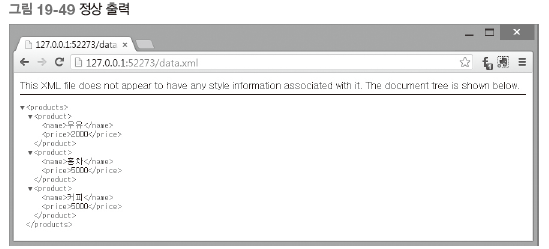 그림 19-49 정상 출력
127.0.0.1:52273/data
127.0.0.1:52273/data.xml
This XML file does not appear to have any style information associated with it. The document tree is shown below.
▼<products>
▼<product>
<name>우유</name>
<price>2000</price>
</product>
▼<product>
<name>홍차</name>
<price>5000</price>
</product>
▼<product>
<name>커피</name>
<price>5000</price>
</product>
</products>